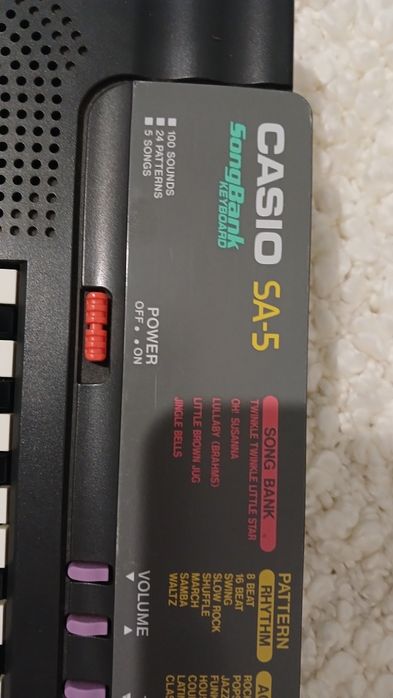 CASIO SA-5
SongBank
KEYBOARD
100 SOUNDS
24 PATTERNS
5 SONGS
POWER
OFF • • ON
SONG BANK
TWINKLE TWINKLE LITTLE STAR
OH! SUSANNA
LULLABY (BRAHMS)
LITTLE BROWN JUG
JINGLE BELLS
PATTERN
RHYTHM
8 BEAT
16 BEAT
SWING
SLOW ROCK
SHUFFLE
MARCH
SAMBA
WALTZ
VOLUME
▼ ▲